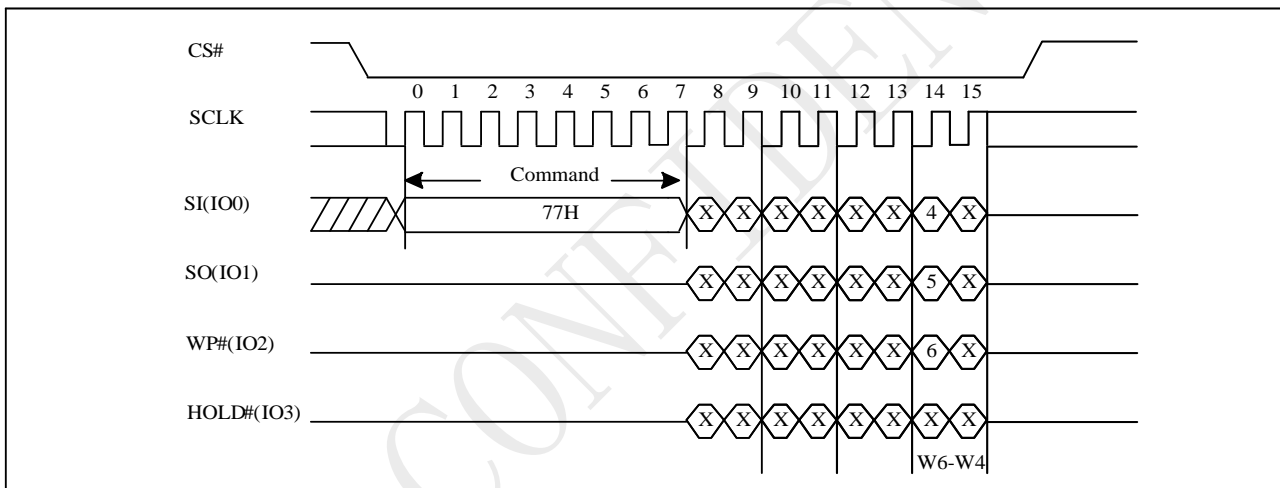 CS#
0 1 2 3 4 5 6 7 8 9 10 11 12 13 14 15
SCLK
Command
SI(IO0) 77H X X X X X X 4 X
SO(IO1) X X X X X X 5 X
WP#(IO2) X X X X X X 6 X
HOLD#(IO3) X X X X X X X X
W6-W4
CONFIDEN